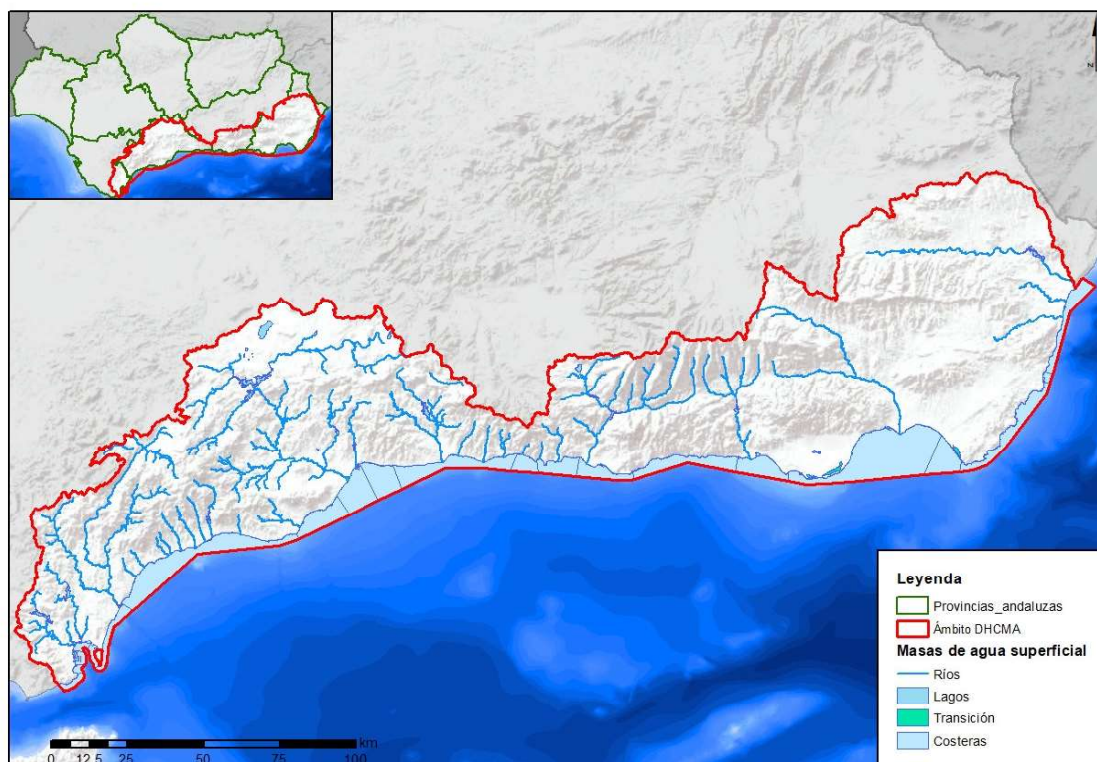 N
Leyenda
Provincias_andaluzas
Ámbito DHCMA
Masas de agua superficial
Ríos
Lagos
Transición
Costeras
km
0 12,5 25 50 75 100